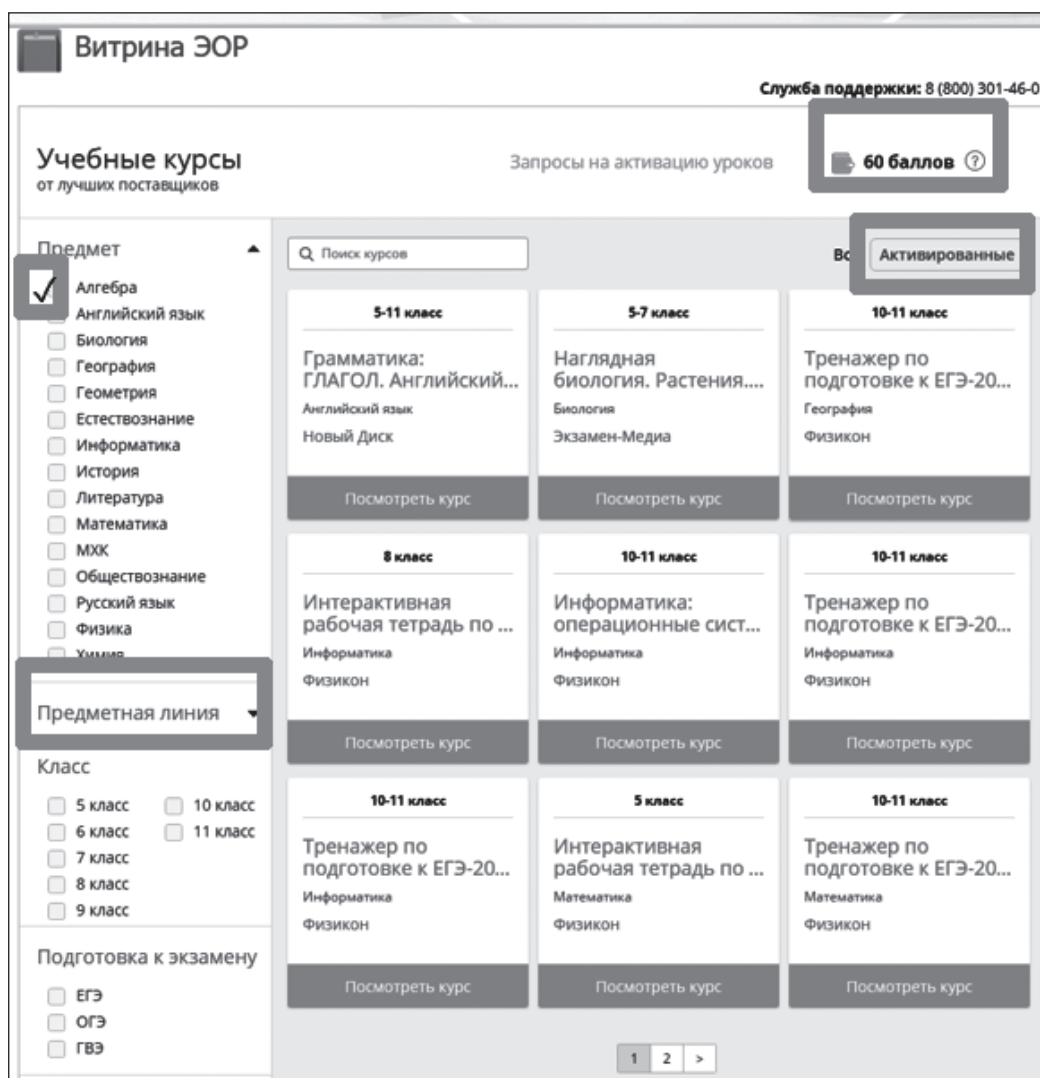 Витрина ЭОР
Служба поддержки: 8 (800) 301-46-0
Учебные курсы
от лучших поставщиков
Запросы на активацию уроков
60 баллов ?
Предмет
Алгебра
Английский язык
Биология
География
Геометрия
Естествознание
Информатика
История
Литература
Математика
МХК
Обществознание
Русский язык
Физика
Химия
Предметная линия
Класс
5 класс 10 класс
6 класс 11 класс
7 класс
8 класс
9 класс
Подготовка к экзамену
ЕГЭ
ОГЭ
ГВЭ
Поиск курсов
Активированные
5-11 класс
Грамматика:
ГЛАГОЛ. Английский...
Английский язык
Новый Диск
Посмотреть курс
5-7 класс
Наглядная
биология. Растения....
Биология
Экзамен-Медиа
Посмотреть курс
10-11 класс
Тренажер по
подготовке к ЕГЭ-20...
География
Физикон
Посмотреть курс
8 класс
Интерактивная
рабочая тетрадь по ...
Информатика
Физикон
Посмотреть курс
10-11 класс
Информатика:
операционные сист...
Информатика
Физикон
Посмотреть курс
10-11 класс
Тренажер по
подготовке к ЕГЭ-20...
Информатика
Физикон
Посмотреть курс
10-11 класс
Тренажер по
подготовке к ЕГЭ-20...
Информатика
Физикон
Посмотреть курс
5 класс
Интерактивная
рабочая тетрадь по ...
Математика
Физикон
Посмотреть курс
10-11 класс
Тренажер по
подготовке к ЕГЭ-20...
Математика
Физикон
Посмотреть курс
1 2 >